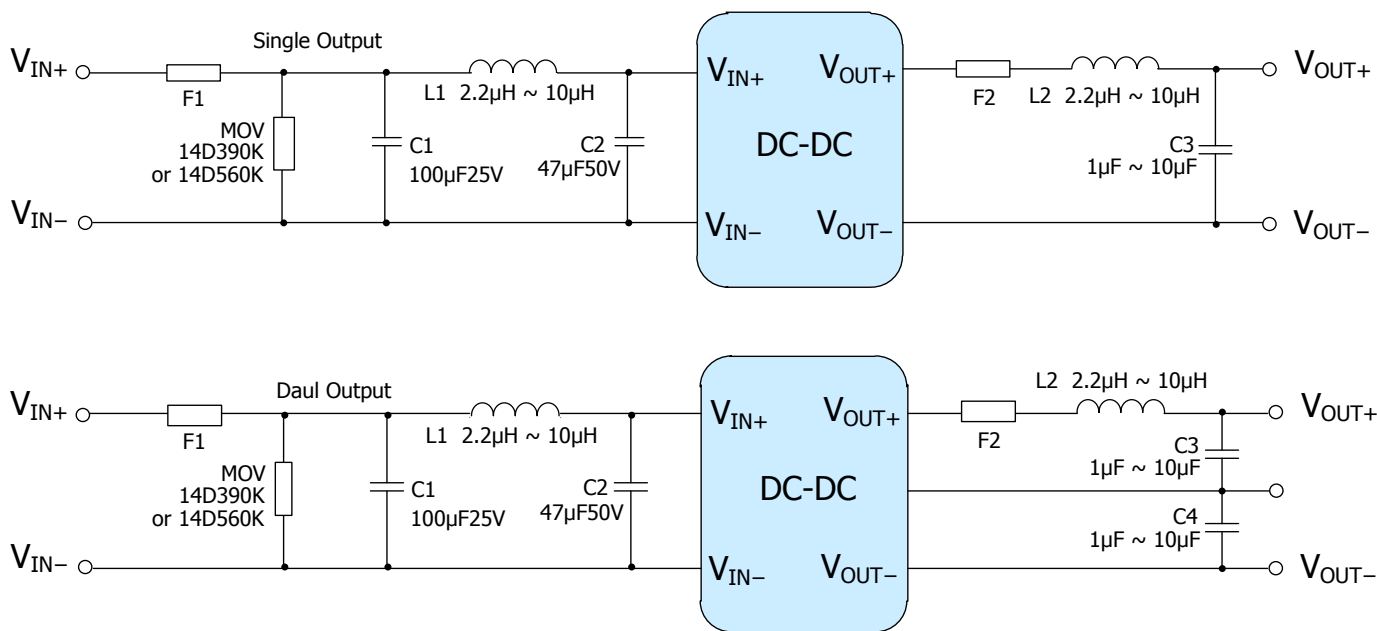 Single Output
V_IN+
F1
MOV
14D390K
or 14D560K
C1
100µF25V
L1 2.2µH ~ 10µH
C2
47µF50V
V_IN−
V_IN+
V_OUT+
DC-DC
V_IN−
V_OUT−
F2
L2 2.2µH ~ 10µH
C3
1µF ~ 10µF
V_OUT+
V_OUT−
Daul Output
V_IN+
F1
MOV
14D390K
or 14D560K
C1
100µF25V
L1 2.2µH ~ 10µH
C2
47µF50V
V_IN−
V_IN+
V_OUT+
DC-DC
V_IN−
V_OUT−
L2 2.2µH ~ 10µH
F2
C3
1µF ~ 10µF
C4
1µF ~ 10µF
V_OUT+
V_OUT−